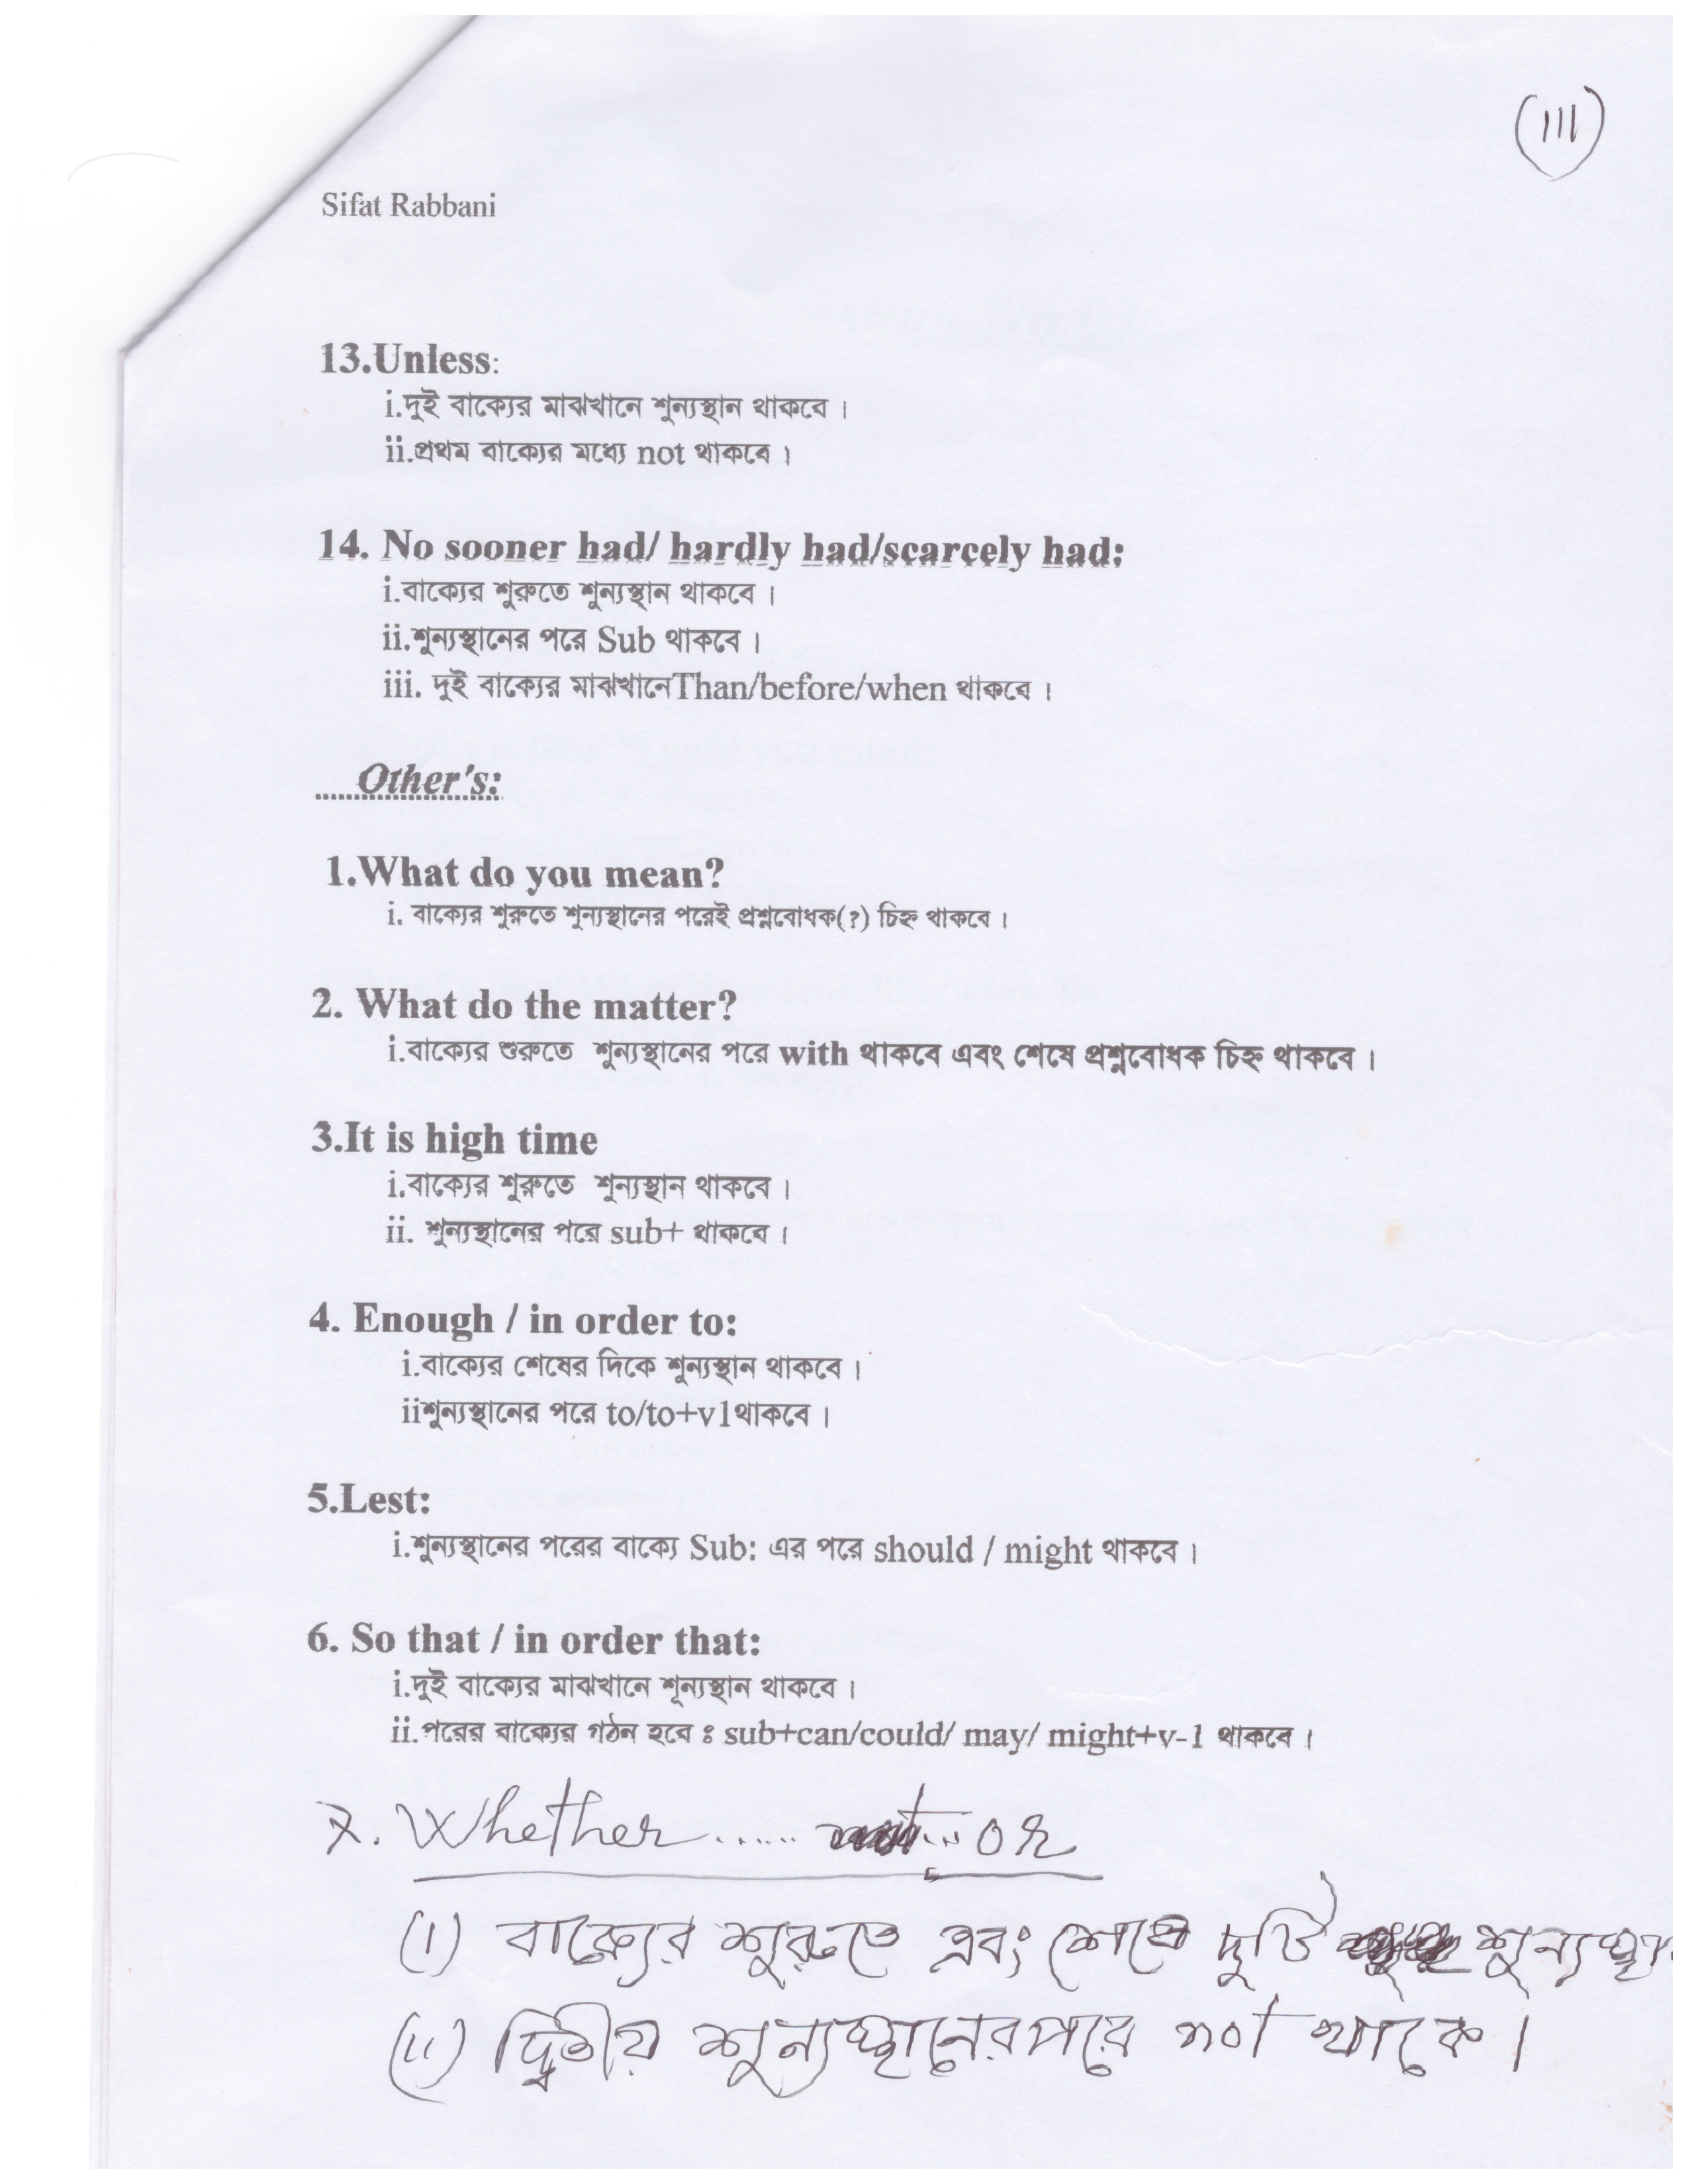 (III)
Sifat Rabbani
13.Unless:
i.দুই বাক্যের মাঝখানে শুন্যস্থান থাকবে।
ii.প্রথম বাক্যের মধ্যে not থাকবে।
14. No sooner had/ hardly had/scarcely had:
i.বাক্যের শুরুতে শুন্যস্থান থাকবে।
ii.শুন্যস্থানের পরে Sub থাকবে।
iii. দুই বাক্যের মাঝখানেThan/before/when থাকবে।
Other's:
1.What do you mean?
i. বাক্যের শুরুতে শুন্যস্থানের পরেই প্রশ্নবোধক(?) চিহ্ন থাকবে।
2. What do the matter?
i.বাক্যের শুরুতে শুন্যস্থানের পরে with থাকবে এবং শেষে প্রশ্নবোধক চিহ্ন থাকবে।
3.It is high time
i.বাক্যের শুরুতে শুন্যস্থান থাকবে।
ii. শুন্যস্থানের পরে sub+ থাকবে।
4. Enough / in order to:
i.বাক্যের শেষের দিকে শুন্যস্থান থাকবে।
iiশুন্যস্থানের পরে to/to+v1থাকবে।
5.Lest:
i.শুন্যস্থানের পরের বাক্যে Sub: এর পরে should / might থাকবে।
6. So that / in order that:
i.দুই বাক্যের মাঝখানে শূন্যস্থান থাকবে।
ii.পরের বাক্যের গঠন হবে ঃ sub+can/could/ may/ might+v-1 থাকবে।
7. Whether ...... or
(i) বাক্যের শুরুতে এবং শেষে দুটি শুন্যস্থা
(ii) দ্বিতীয় শুন্যস্থানের পরে not থাকে।